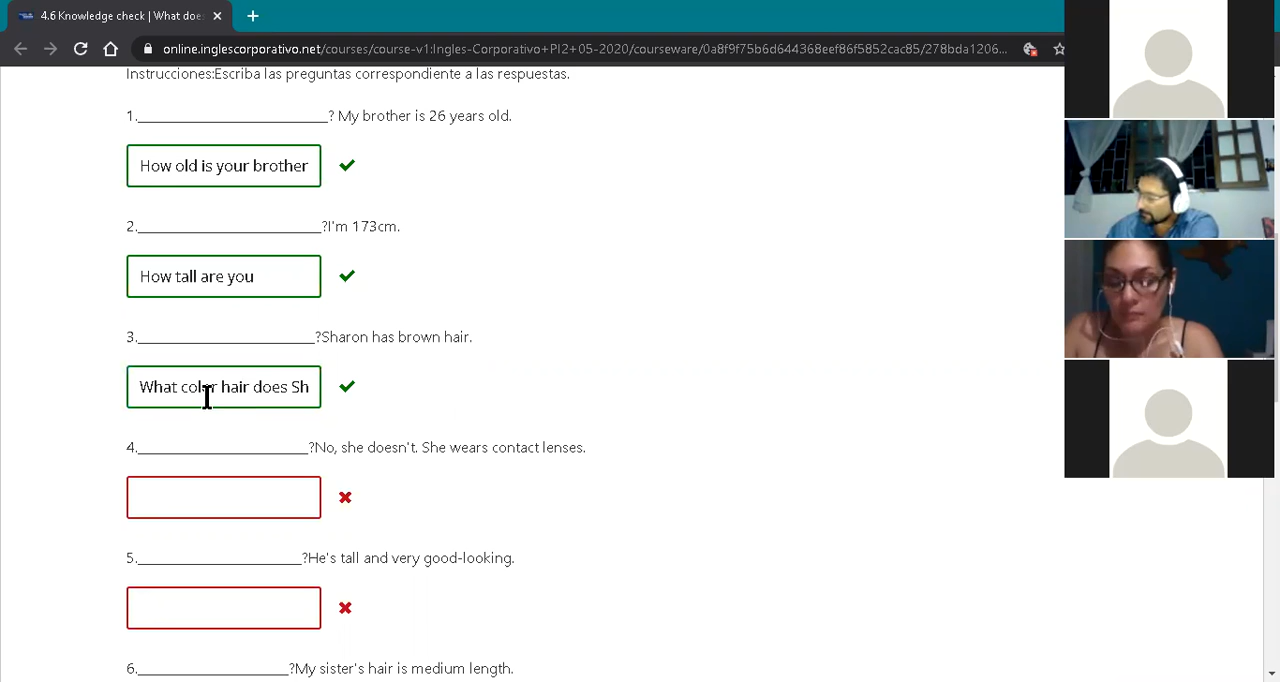 4.6 Knowledge check | What doe
online.inglescorporativo.net/courses/course-v1:Ingles-Corporativo+PI2+05-2020/courseware/0a8f9f75b6d644368eef86f5852cac85/278bda1206...
Instrucciones:Escriba las preguntas correspondiente a las respuestas.
1.______________________? My brother is 26 years old.
How old is your brother
2._____________________?I'm 173cm.
How tall are you
3.____________________?Sharon has brown hair.
What color hair does Sh
4.____________________?No, she doesn't. She wears contact lenses.
5.___________________?He's tall and very good-looking.
6._________________?My sister's hair is medium length.